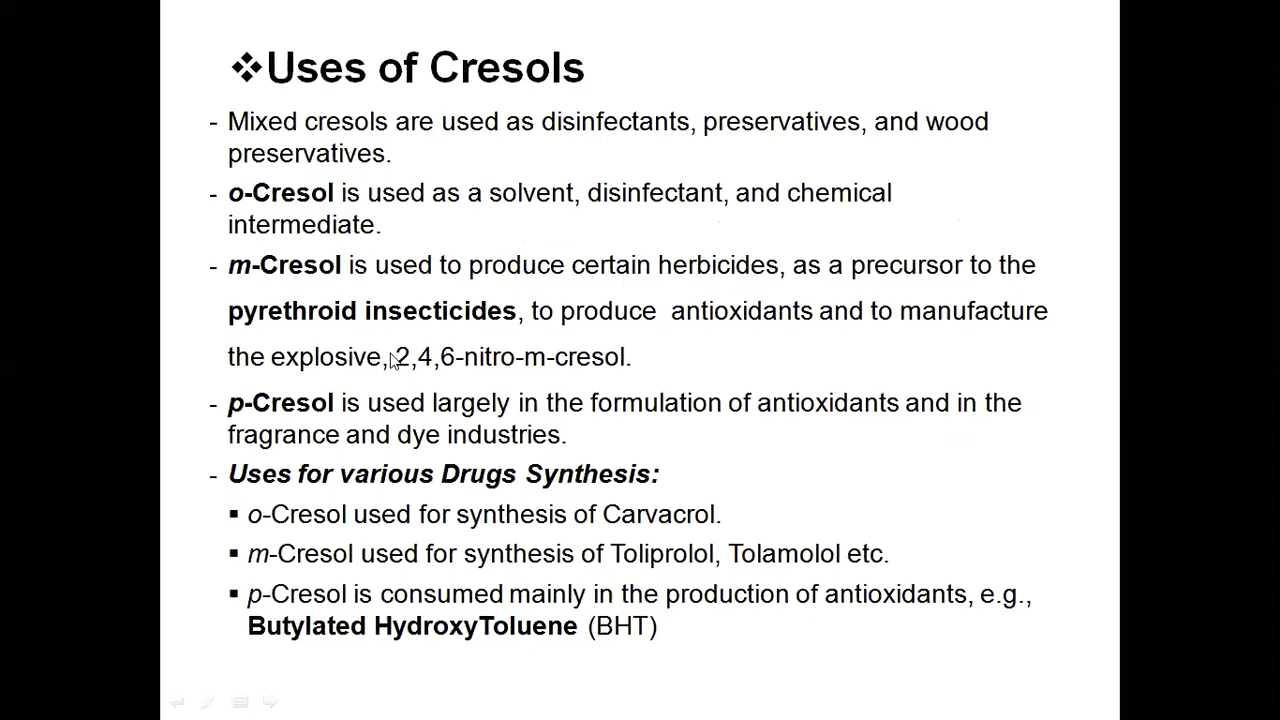 ❖Uses of Cresols
- Mixed cresols are used as disinfectants, preservatives, and wood
preservatives.
- o-Cresol is used as a solvent, disinfectant, and chemical
intermediate.
- m-Cresol is used to produce certain herbicides, as a precursor to the
pyrethroid insecticides, to produce antioxidants and to manufacture
the explosive, 2,4,6-nitro-m-cresol.
- p-Cresol is used largely in the formulation of antioxidants and in the
fragrance and dye industries.
- Uses for various Drugs Synthesis:
▪ o-Cresol used for synthesis of Carvacrol.
▪ m-Cresol used for synthesis of Toliprolol, Tolamolol etc.
▪ p-Cresol is consumed mainly in the production of antioxidants, e.g.,
Butylated HydroxyToluene (BHT)